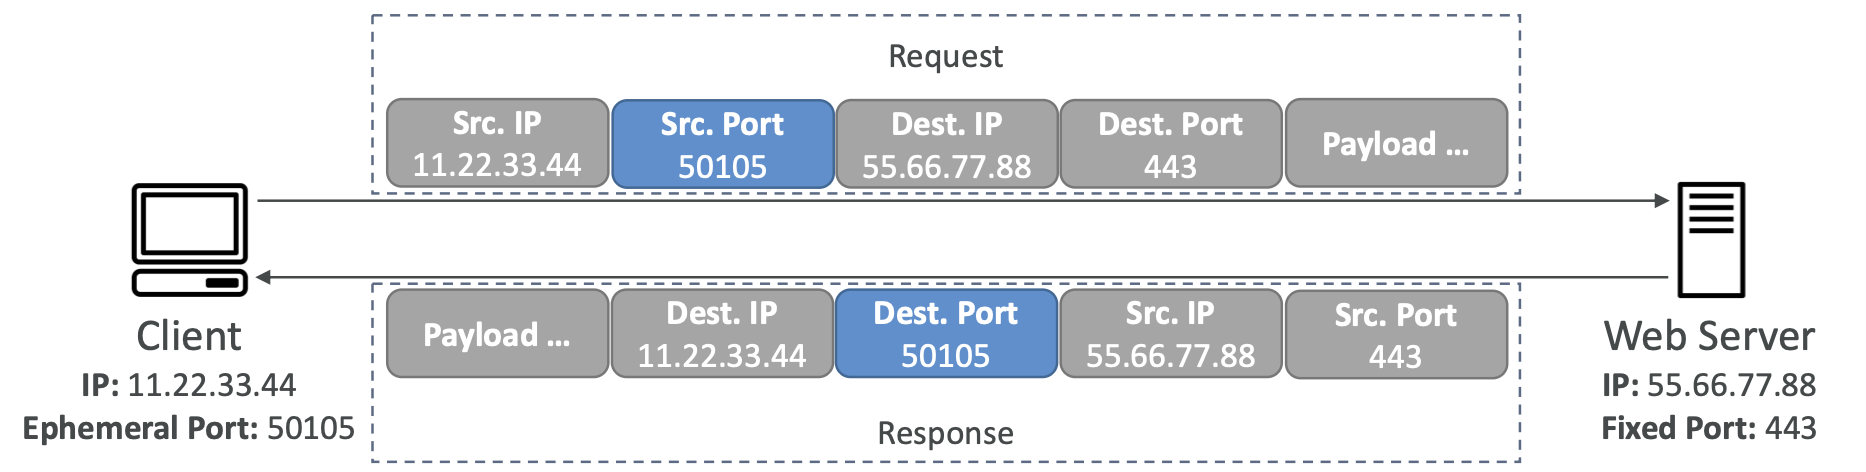 Request
Src. IP
11.22.33.44
Src. Port
50105
Dest. IP
55.66.77.88
Dest. Port
443
Payload ...
Client
IP: 11.22.33.44
Ephemeral Port: 50105
Web Server
IP: 55.66.77.88
Fixed Port: 443
Payload ...
Dest. IP
11.22.33.44
Dest. Port
50105
Src. IP
55.66.77.88
Src. Port
443
Response